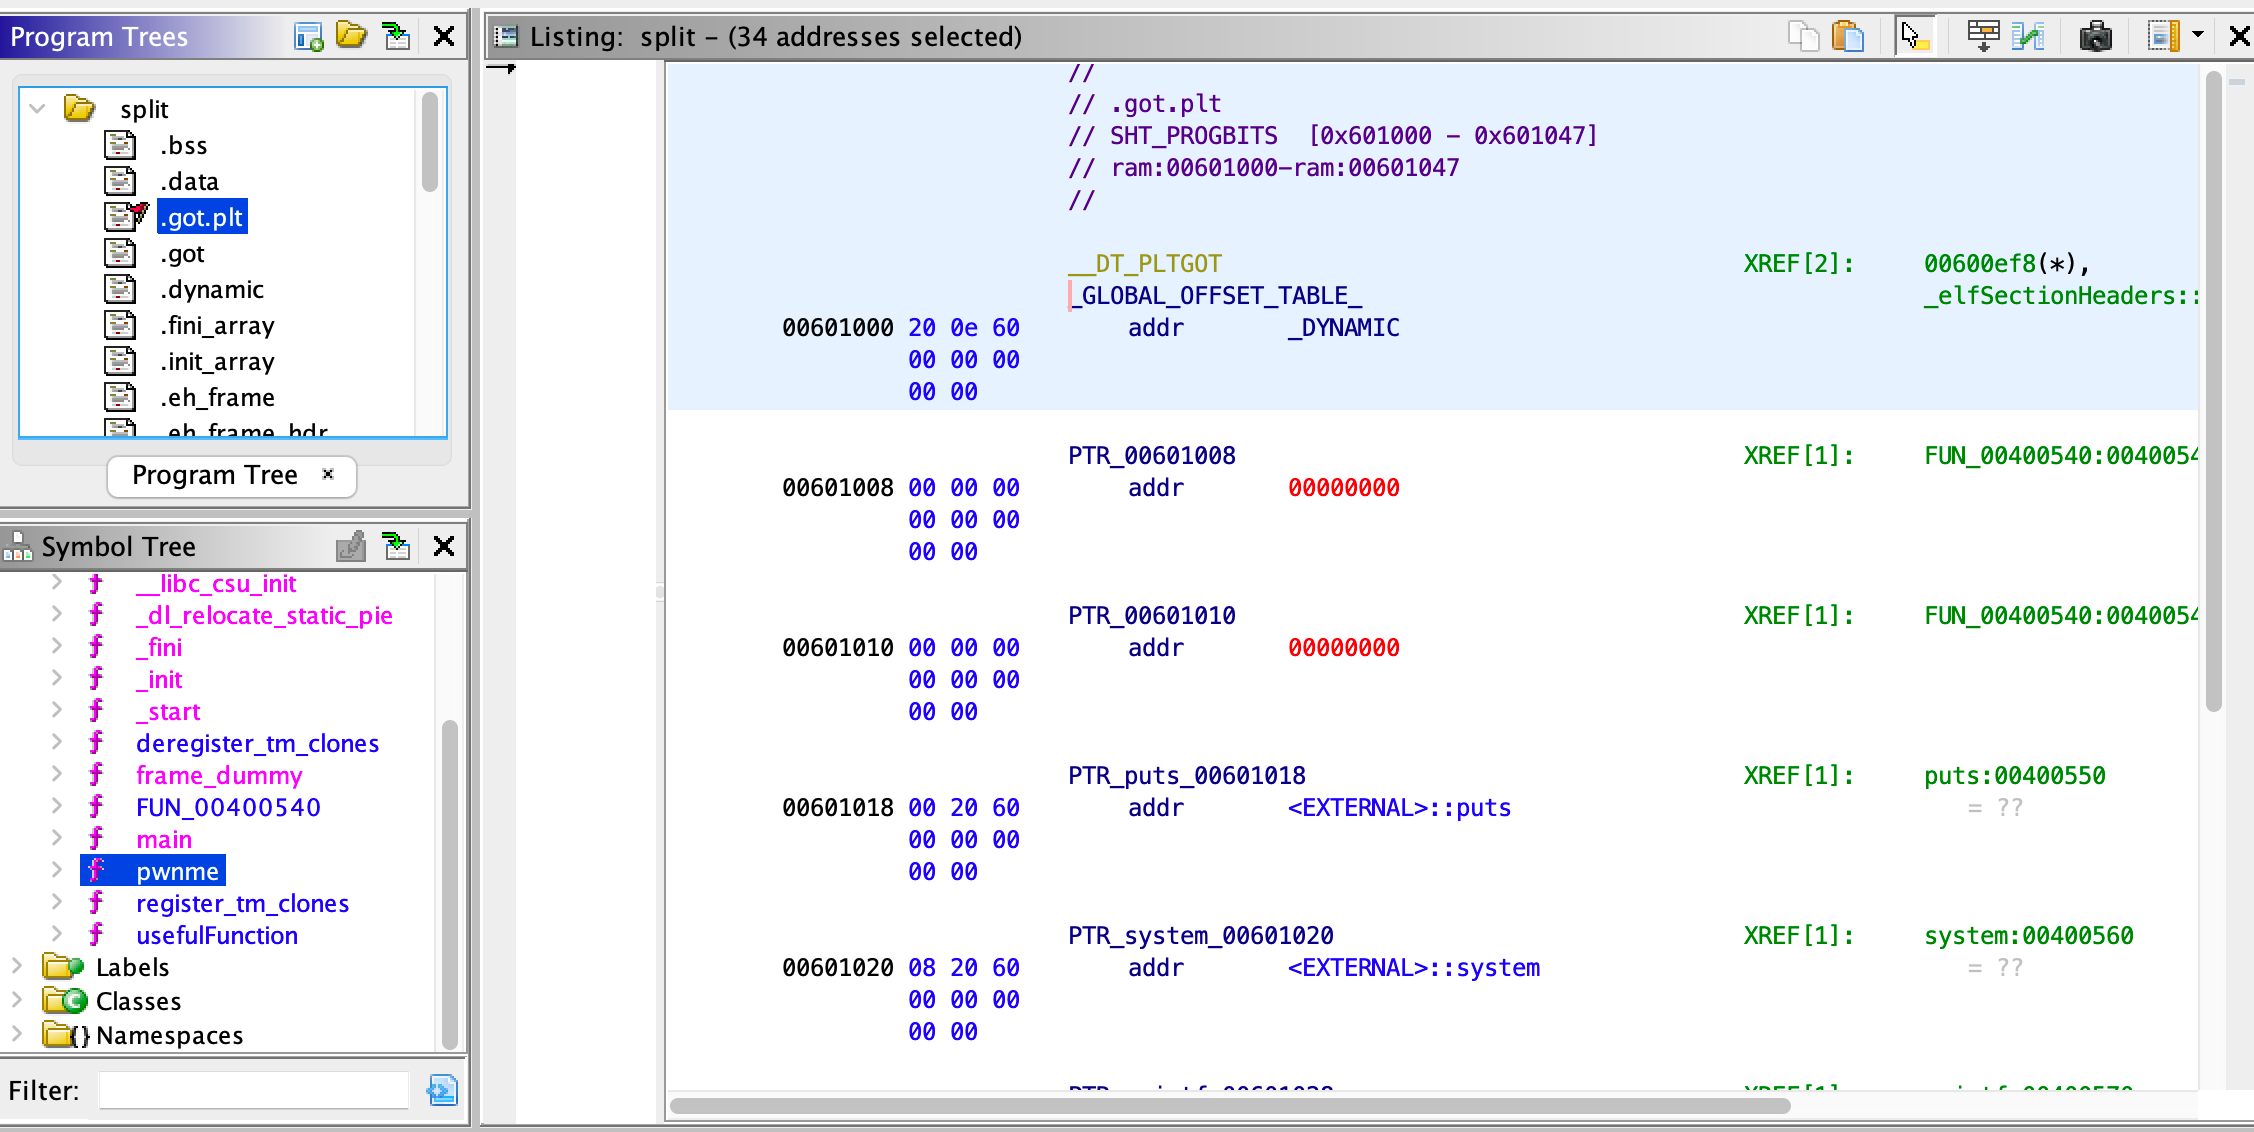 Program Trees
split
.bss
.data
.got.plt
.got
.dynamic
.fini_array
.init_array
.eh_frame
.eh_frame_hdr
Program Tree ×
Symbol Tree
__libc_csu_init
_dl_relocate_static_pie
_fini
_init
_start
deregister_tm_clones
frame_dummy
FUN_00400540
main
pwnme
register_tm_clones
usefulFunction
Labels
Classes
Namespaces
Filter:
Listing: split – (34 addresses selected)
//
// .got.plt
// SHT_PROGBITS [0x601000 - 0x601047]
// ram:00601000-ram:00601047
//
__DT_PLTGOT XREF[2]: 00600ef8(*),
_GLOBAL_OFFSET_TABLE_ _elfSectionHeaders::
00601000 20 0e 60 addr _DYNAMIC
00 00 00
00 00
PTR_00601008 XREF[1]: FUN_00400540:0040054
00601008 00 00 00 addr 00000000
00 00 00
00 00
PTR_00601010 XREF[1]: FUN_00400540:0040054
00601010 00 00 00 addr 00000000
00 00 00
00 00
PTR_puts_00601018 XREF[1]: puts:00400550
00601018 00 20 60 addr <EXTERNAL>::puts = ??
00 00 00
00 00
PTR_system_00601020 XREF[1]: system:00400560
00601020 08 20 60 addr <EXTERNAL>::system = ??
00 00 00
00 00